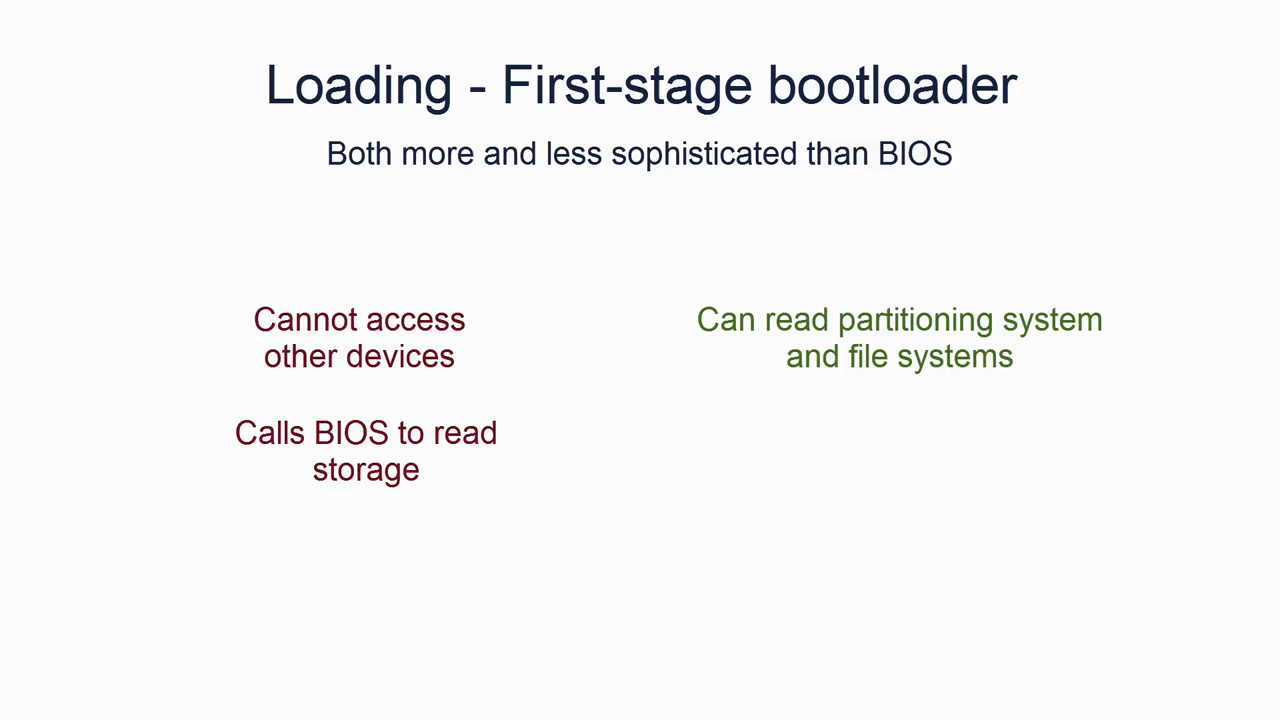 Loading - First-stage bootloader
Both more and less sophisticated than BIOS
Cannot access
other devices
Calls BIOS to read
storage
Can read partitioning system
and file systems